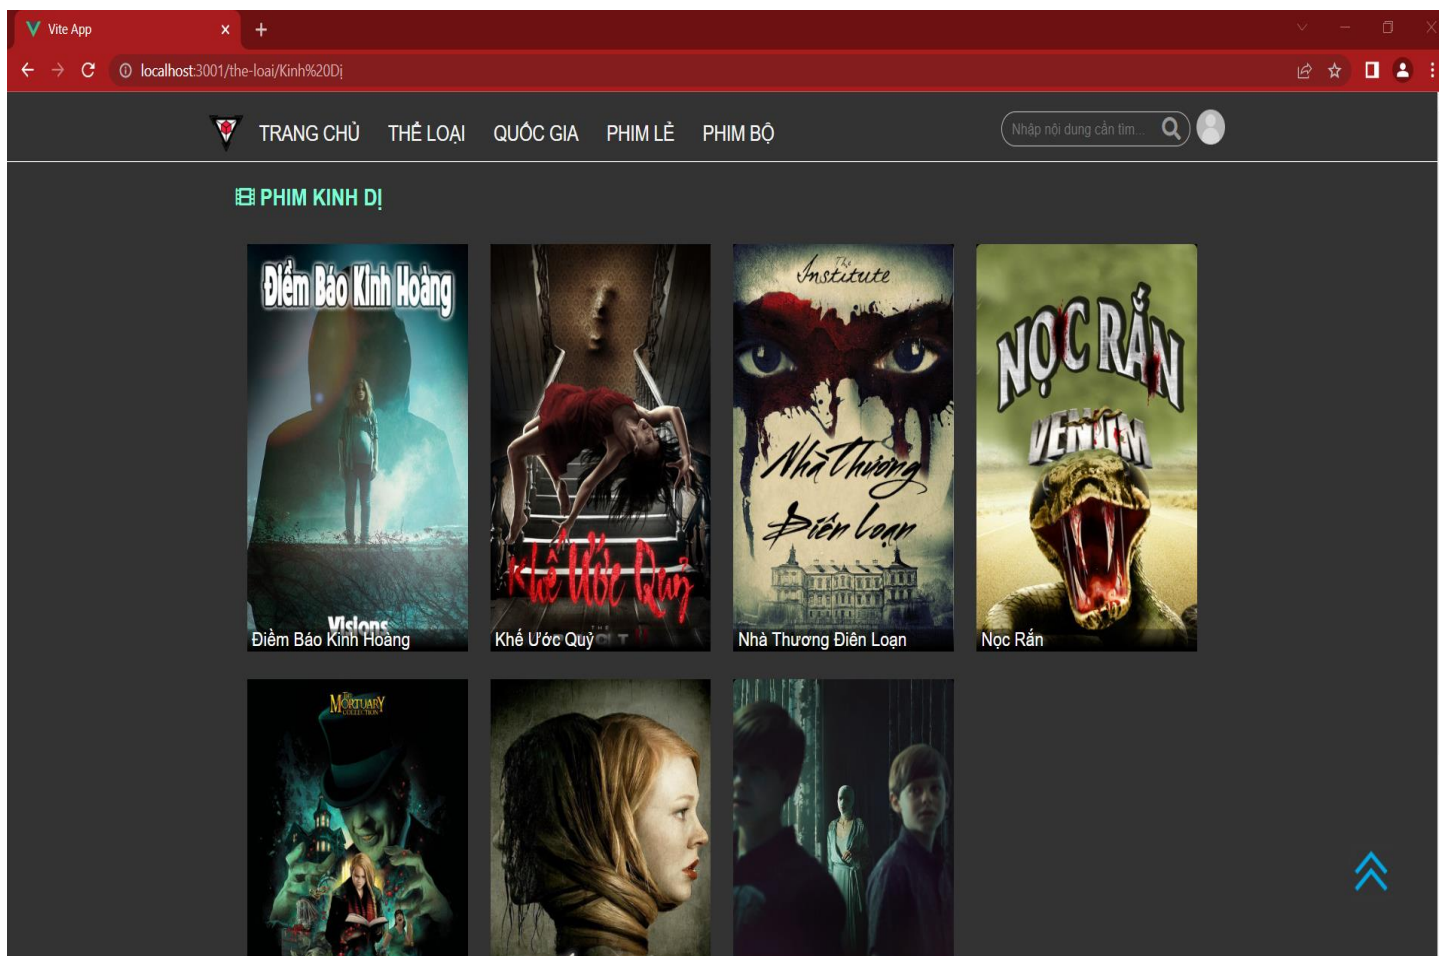 Vite App
localhost:3001/the-loai/Kinh%20Dị
TRANG CHỦ THỂ LOẠI QUỐC GIA PHIM LẺ PHIM BỘ
Nhập nội dung cần tìm...
PHIM KINH DỊ
Điềm Báo Kinh Hoàng
Visions
Điềm Báo Kinh Hoàng
Khế Ước Quỷ
Khế Ước Quỷ
The
Institute
Nhà Thương
Điên Loạn
Nhà Thương Điên Loạn
NỌC RẮN
VENOM
Nọc Rắn
THE
MORTUARY
COLLECTION